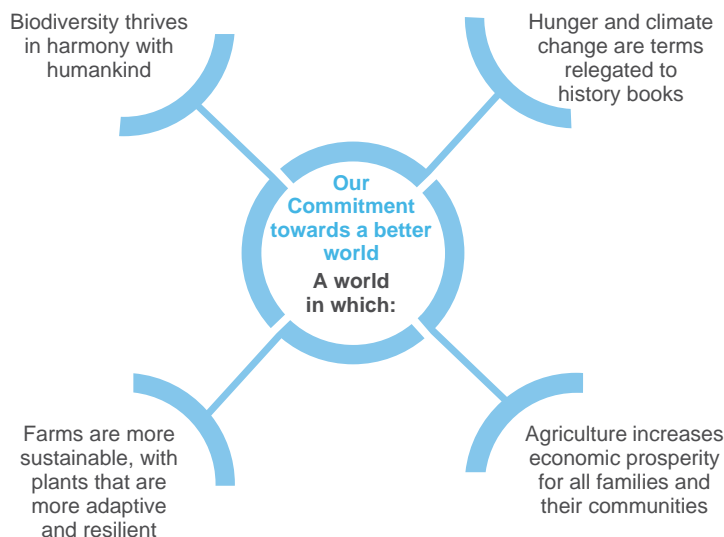 Biodiversity thrives
in harmony with
humankind
Hunger and climate
change are terms
relegated to
history books
Our
Commitment
towards a better
world
A world
in which:
Farms are more
sustainable, with
plants that are
more adaptive
and resilient
Agriculture increases
economic prosperity
for all families and
their communities